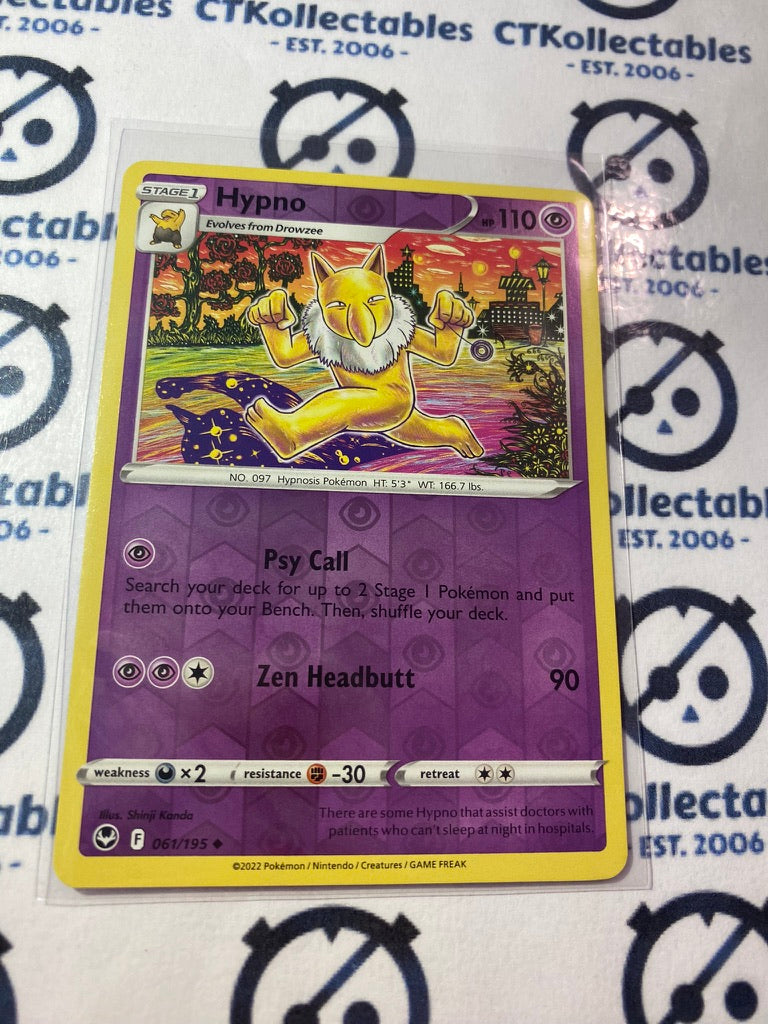 CTKollectables CTKollectables
- EST. 2006 - - EST. 2006 -
STAGE 1
Hypno
HP 110
Evolves from Drowzee
NO. 097 Hypnosis Pokémon HT: 5'3" WT: 166.7 lbs.
Psy Call
Search your deck for up to 2 Stage 1 Pokémon and put
them onto your Bench. Then, shuffle your deck.
Zen Headbutt 90
weakness ×2 resistance -30 retreat
Illus. Shinji Kanda
There are some Hypno that assist doctors with
patients who can't sleep at night in hospitals.
F 061/195 ◆
©2022 Pokémon / Nintendo / Creatures / GAME FREAK